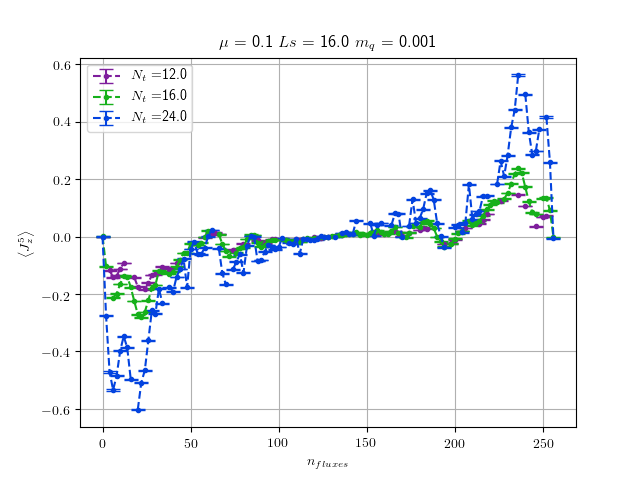 μ = 0.1 Ls = 16.0 m_q = 0.001
N_t =12.0
N_t =16.0
N_t =24.0
0.6
0.4
0.2
0.0
−0.2
−0.4
−0.6
⟨J_z^5⟩
0 50 100 150 200 250
n_{fluxes}